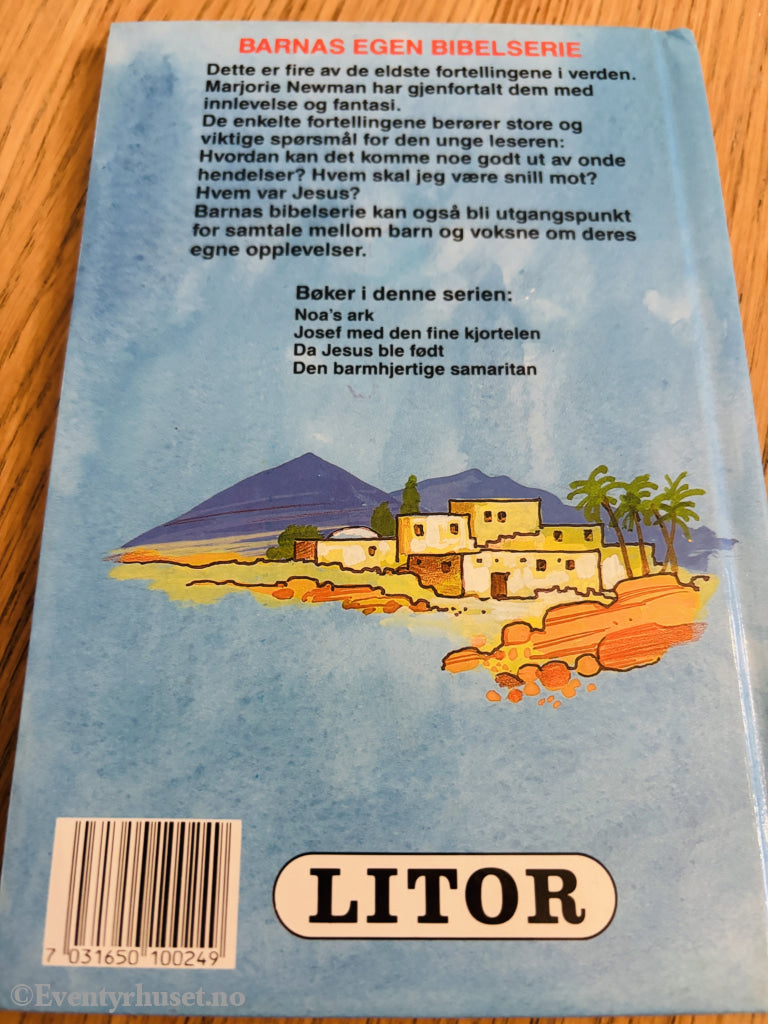 BARNAS EGEN BIBELSERIE
Dette er fire av de eldste fortellingene i verden.
Marjorie Newman har gjenfortalt dem med
innlevelse og fantasi.
De enkelte fortellingene berører store og
viktige spørsmål for den unge leseren:
Hvordan kan det komme noe godt ut av onde
hendelser? Hvem skal jeg være snill mot?
Hvem var Jesus?
Barnas bibelserie kan også bli utgangspunkt
for samtale mellom barn og voksne om deres
egne opplevelser.
Bøker i denne serien:
Noa's ark
Josef med den fine kjortelen
Da Jesus ble født
Den barmhjertige samaritan
LITOR
7 031650 100249
©Eventyrhuset.no